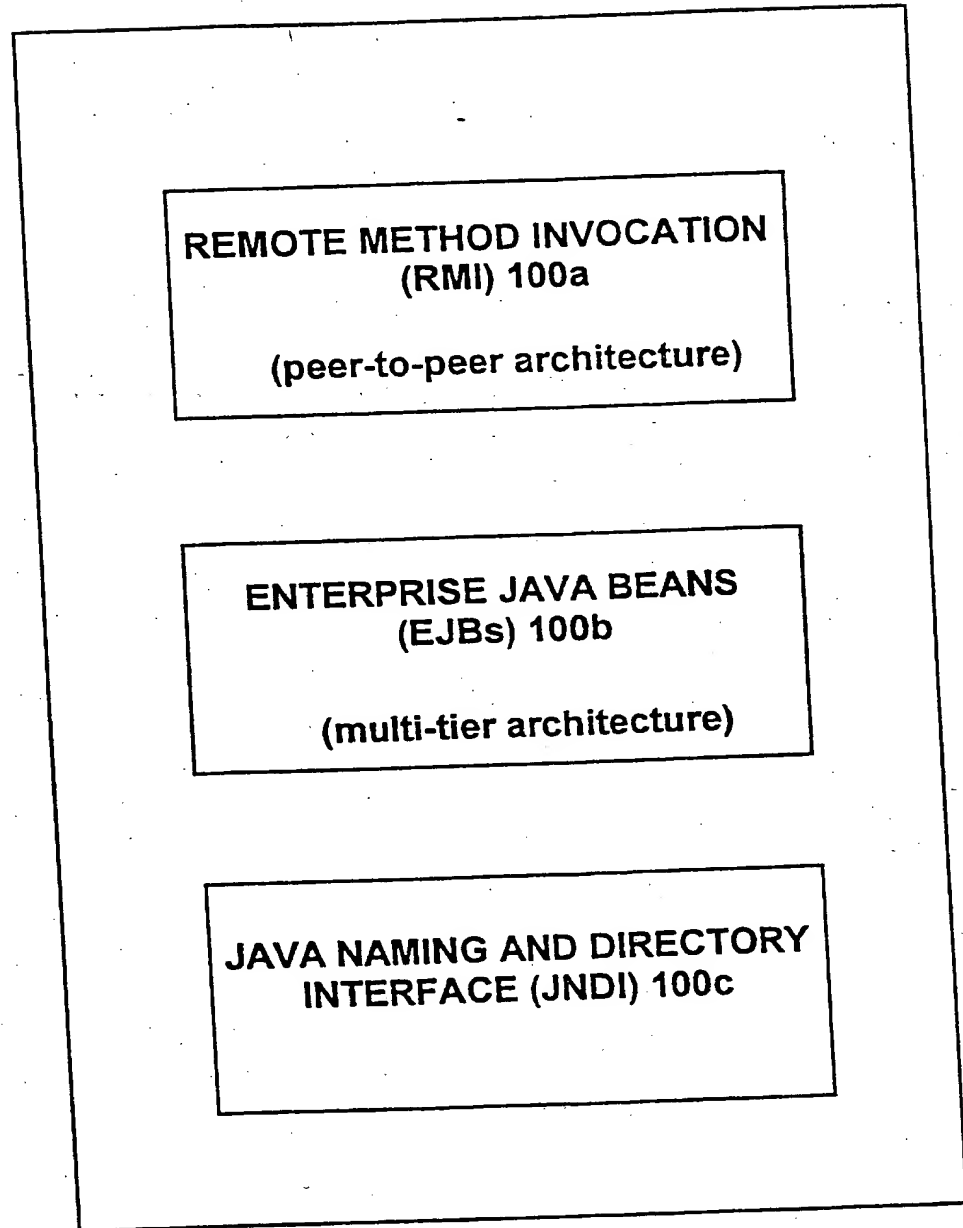 REMOTE METHOD INVOCATION
(RMI) 100a
(peer-to-peer architecture)
ENTERPRISE JAVA BEANS
(EJBs) 100b
(multi-tier architecture)
JAVA NAMING AND DIRECTORY
INTERFACE (JNDI) 100c